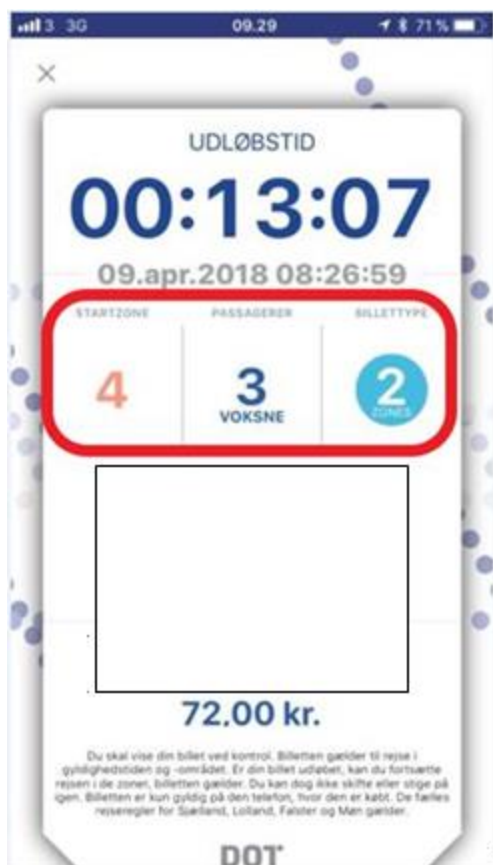 3 3G 09.29 71 %
UDLØBSTID
00:13:07
09.apr.2018 08:26:59
STARTZONE PASSAGERER BILLETTYPE
4 3 2
VOKSNE ZONES
72,00 kr.
Du skal vise din billet ved kontrol. Billetten gælder til rejse i
gyldighedstiden og -området. Er din billet udløbet, kan du fortsætte
rejsen i de zoner, billetten gælder. Du kan dog ikke skifte eller stige på
igen. Billetten er kun gyldig på den telefon, hvor den er købt. De fælles
rejseregler for Sjælland, Lolland, Falster og Møn gælder.
DOT